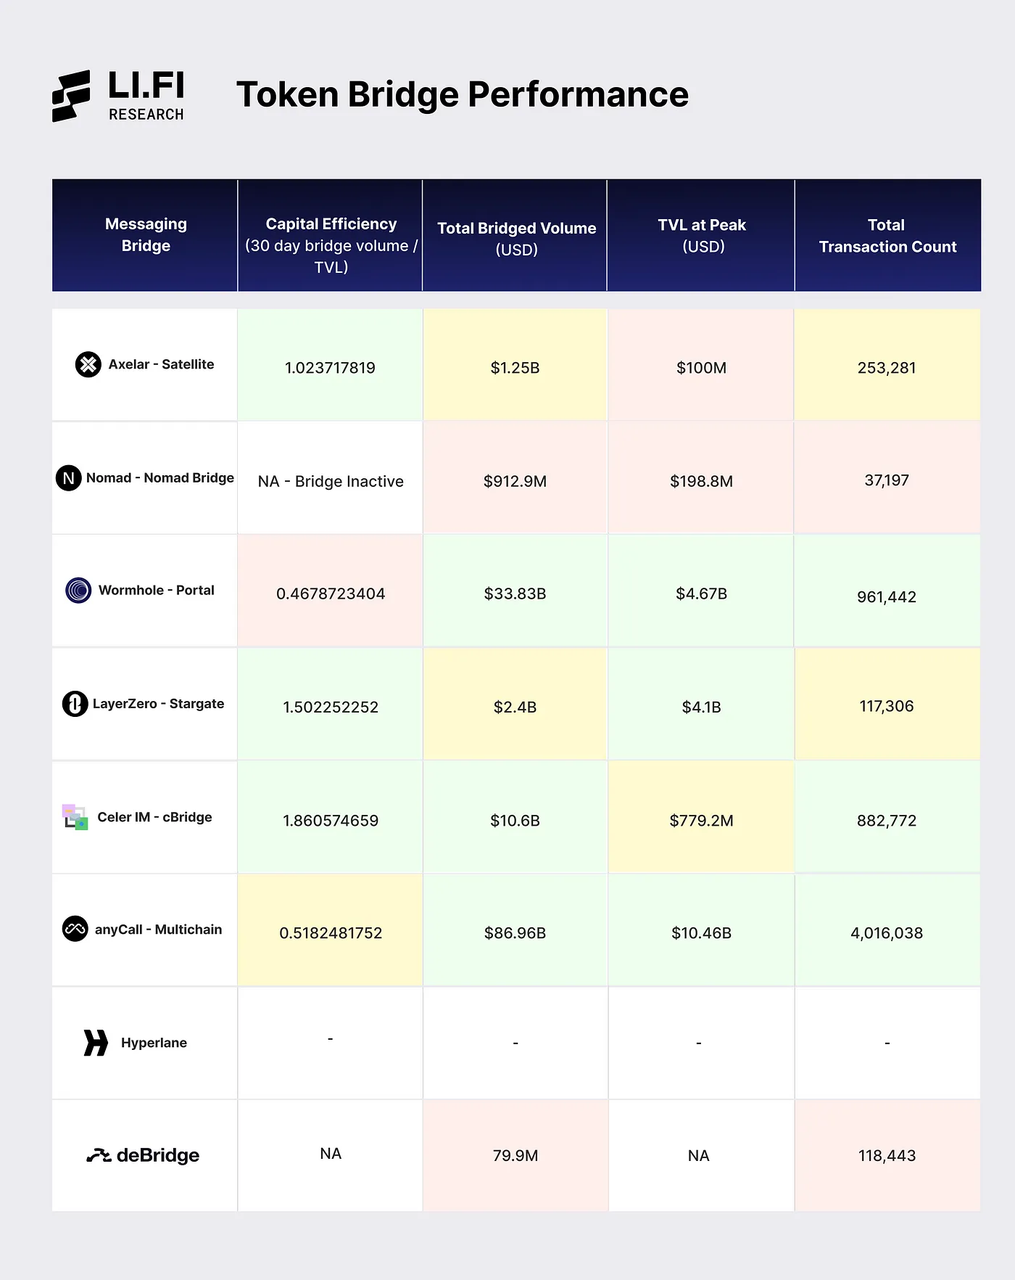 LI.FI
RESEARCH
Token Bridge Performance
Messaging
Bridge
Capital Efficiency
(30 day bridge volume /
TVL)
Total Bridged Volume
(USD)
TVL at Peak
(USD)
Total
Transaction Count
Axelar - Satellite
1.023717819
$1.25B
$100M
253,281
N
Nomad - Nomad Bridge
NA - Bridge Inactive
$912.9M
$198.8M
37,197
Wormhole - Portal
0.4678723404
$33.83B
$4.67B
961,442
LayerZero - Stargate
1.502252252
$2.4B
$4.1B
117,306
Celer IM - cBridge
1.860574659
$10.6B
$779.2M
882,772
anyCall - Multichain
0.5182481752
$86.96B
$10.46B
4,016,038
Hyperlane
-
-
-
-
deBridge
NA
79.9M
NA
118,443